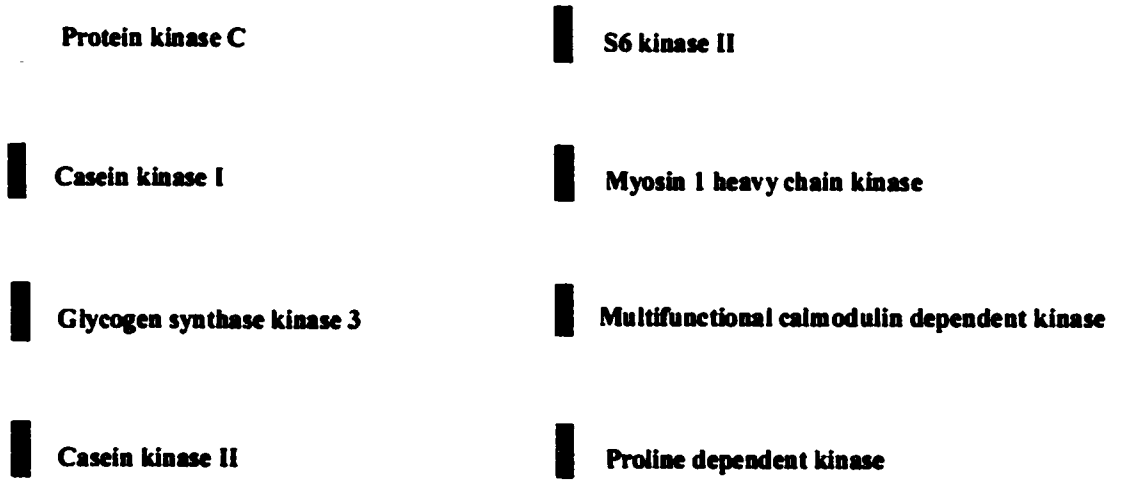 Protein kinase C
Casein kinase I
Glycogen synthase kinase 3
Casein kinase II
S6 kinase II
Myosin 1 heavy chain kinase
Multifunctional calmodulin dependent kinase
Proline dependent kinase